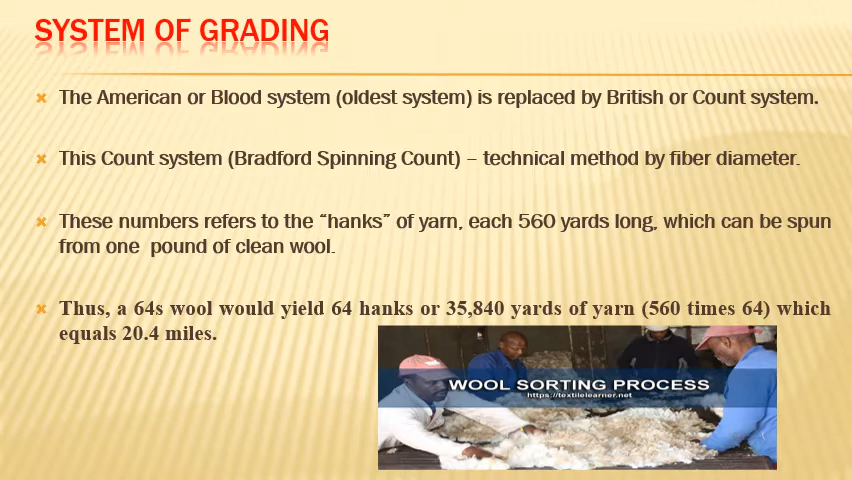 SYSTEM OF GRADING
The American or Blood system (oldest system) is replaced by British or Count system.
This Count system (Bradford Spinning Count) – technical method by fiber diameter.
These numbers refers to the “hanks” of yarn, each 560 yards long, which can be spun
from one pound of clean wool.
Thus, a 64s wool would yield 64 hanks or 35,840 yards of yarn (560 times 64) which
equals 20.4 miles.
WOOL SORTING PROCESS
https://textilelearner.net